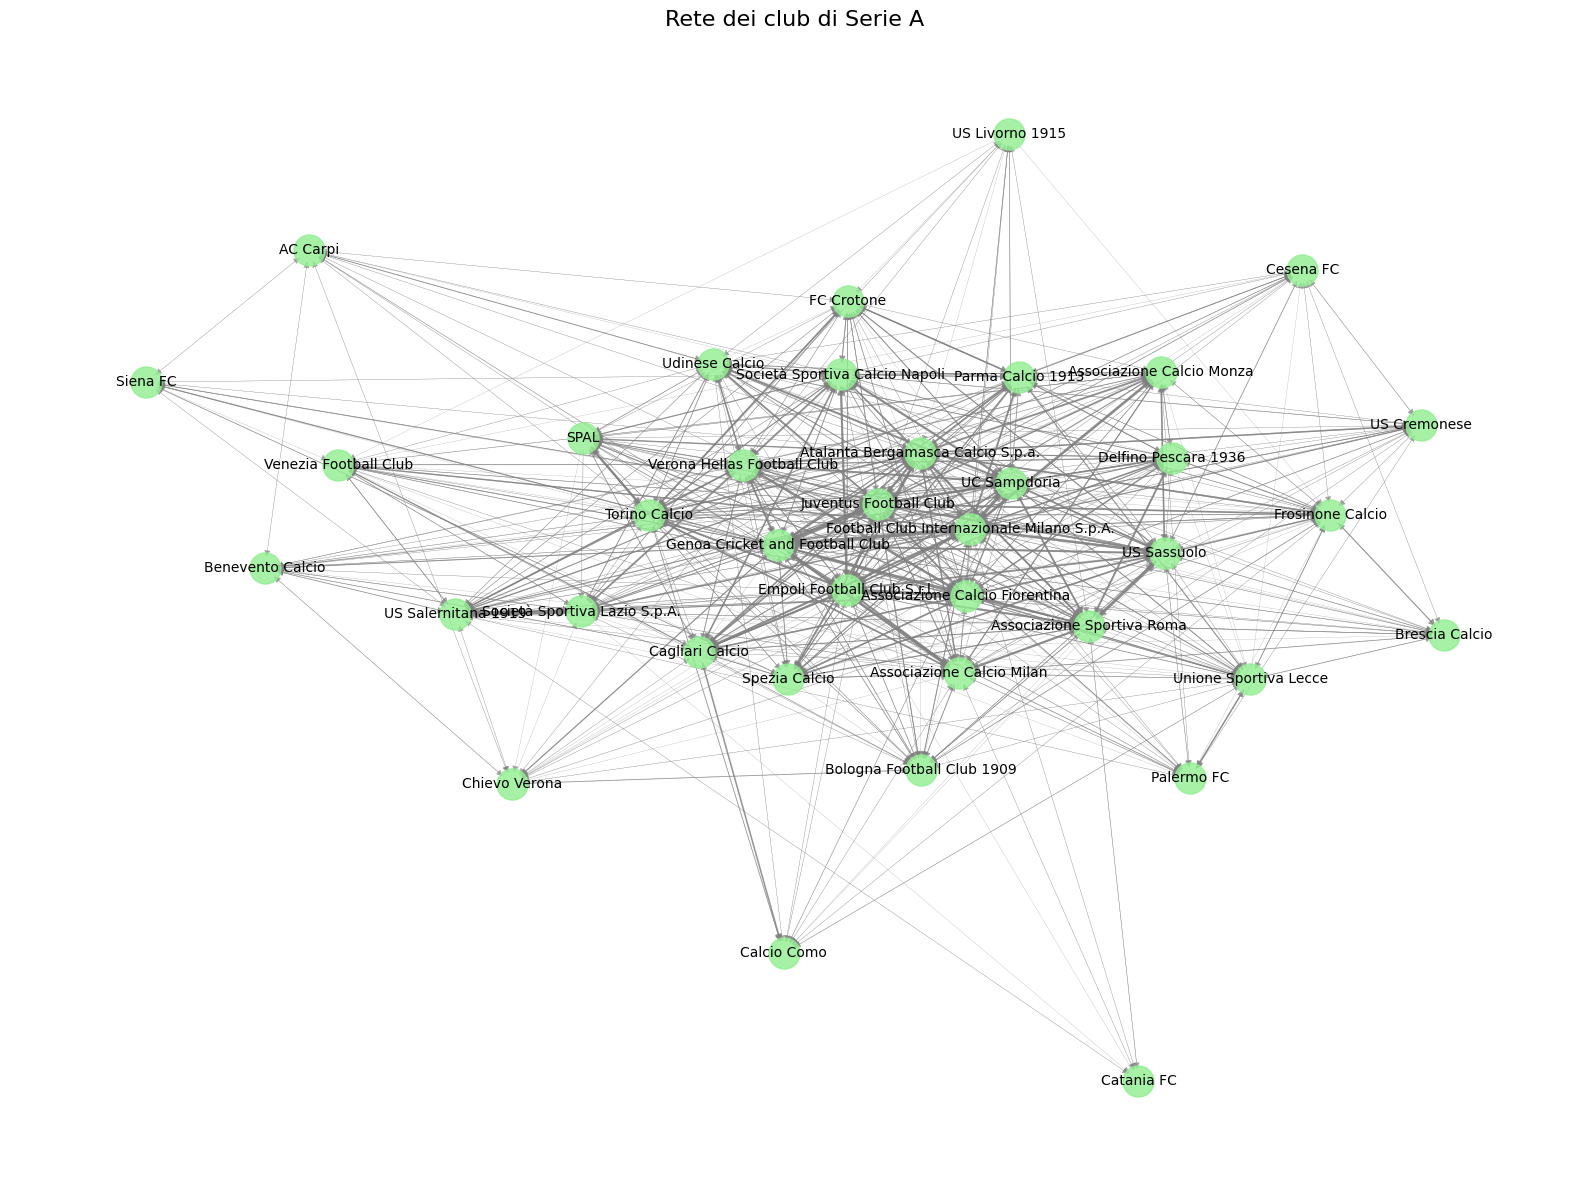 Rete dei club di Serie A
US Livorno 1915
AC Carpi
Cesena FC
FC Crotone
Udinese Calcio
Società Sportiva Calcio Napoli
Parma Calcio 1913
Associazione Calcio Monza
Siena FC
US Cremonese
SPAL
Venezia Football Club
Verona Hellas Football Club
Atalanta Bergamasca Calcio S.p.a.
Delfino Pescara 1936
UC Sampdoria
Juventus Football Club
Torino Calcio
Frosinone Calcio
Football Club Internazionale Milano S.p.A.
Genoa Cricket and Football Club
US Sassuolo
Benevento Calcio
Empoli Football Club S.r.l.
Associazione Calcio Fiorentina
US Salernitana 1919
Società Sportiva Lazio S.p.A.
Associazione Sportiva Roma
Brescia Calcio
Cagliari Calcio
Associazione Calcio Milan
Spezia Calcio
Unione Sportiva Lecce
Bologna Football Club 1909
Palermo FC
Chievo Verona
Calcio Como
Catania FC